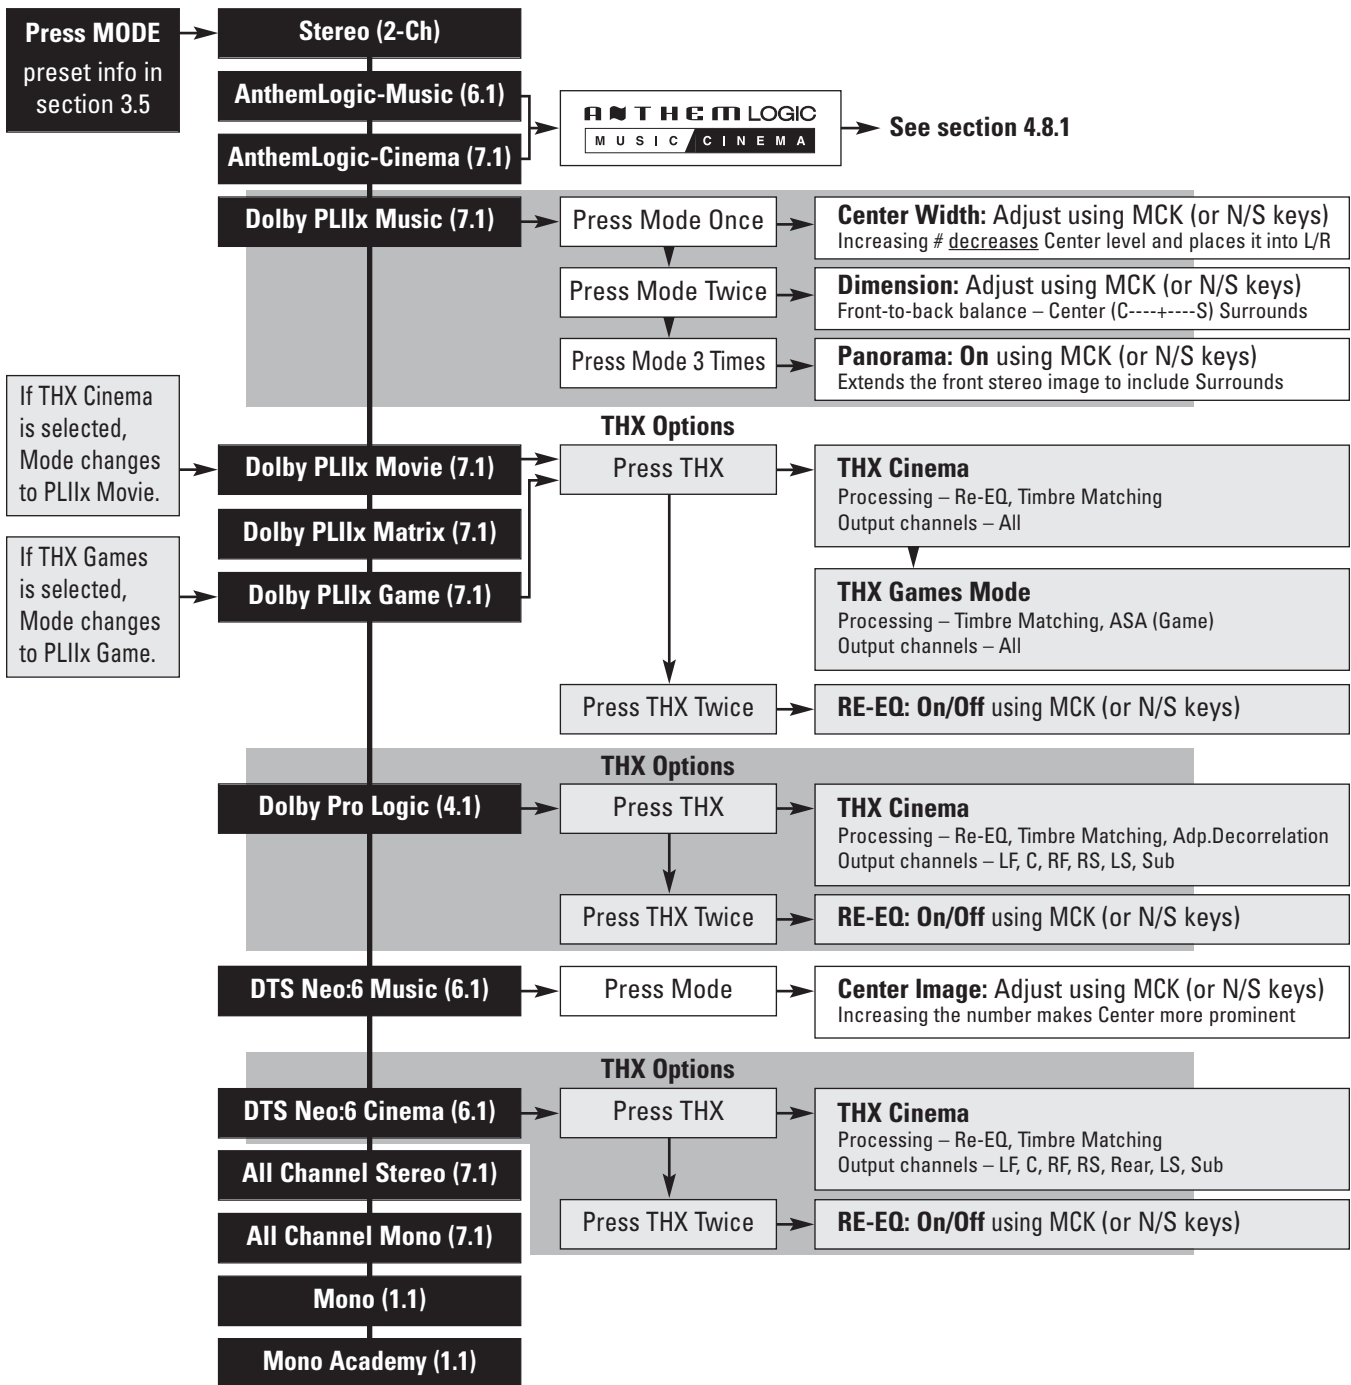 Press MODE
preset info in
section 3.5
Stereo (2-Ch)
AnthemLogic-Music (6.1)
AnthemLogic-Cinema (7.1)
ANTHEM LOGIC
MUSIC/CINEMA
See section 4.8.1
Dolby PLIIx Music (7.1)
Press Mode Once
Center Width: Adjust using MCK (or N/S keys)
Increasing # decreases Center level and places it into L/R
Press Mode Twice
Dimension: Adjust using MCK (or N/S keys)
Front-to-back balance – Center (C----+----S) Surrounds
Press Mode 3 Times
Panorama: On using MCK (or N/S keys)
Extends the front stereo image to include Surrounds
If THX Cinema
is selected,
Mode changes
to PLIIx Movie.
THX Options
Dolby PLIIx Movie (7.1)
Press THX
THX Cinema
Processing – Re-EQ, Timbre Matching
Output channels – All
Dolby PLIIx Matrix (7.1)
If THX Games
is selected,
Mode changes
to PLIIx Game.
Dolby PLIIx Game (7.1)
THX Games Mode
Processing – Timbre Matching, ASA (Game)
Output channels – All
Press THX Twice
RE-EQ: On/Off using MCK (or N/S keys)
THX Options
Dolby Pro Logic (4.1)
Press THX
THX Cinema
Processing – Re-EQ, Timbre Matching, Adp.Decorrelation
Output channels – LF, C, RF, RS, LS, Sub
Press THX Twice
RE-EQ: On/Off using MCK (or N/S keys)
DTS Neo:6 Music (6.1)
Press Mode
Center Image: Adjust using MCK (or N/S keys)
Increasing the number makes Center more prominent
THX Options
DTS Neo:6 Cinema (6.1)
Press THX
THX Cinema
Processing – Re-EQ, Timbre Matching
Output channels – LF, C, RF, RS, Rear, LS, Sub
All Channel Stereo (7.1)
Press THX Twice
RE-EQ: On/Off using MCK (or N/S keys)
All Channel Mono (7.1)
Mono (1.1)
Mono Academy (1.1)